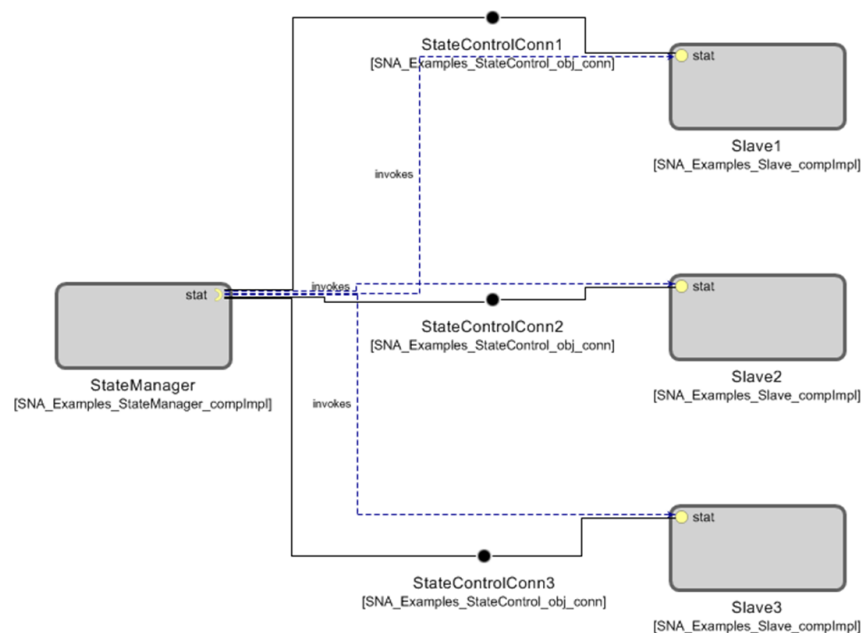 StateControlConn1
[SNA_Examples_StateControl_obj_conn]
stat
Slave1
[SNA_Examples_Slave_compImpl]
invokes
stat
StateManager
[SNA_Examples_StateManager_compImpl]
invokes
StateControlConn2
[SNA_Examples_StateControl_obj_conn]
stat
Slave2
[SNA_Examples_Slave_compImpl]
invokes
stat
StateControlConn3
[SNA_Examples_StateControl_obj_conn]
Slave3
[SNA_Examples_Slave_compImpl]